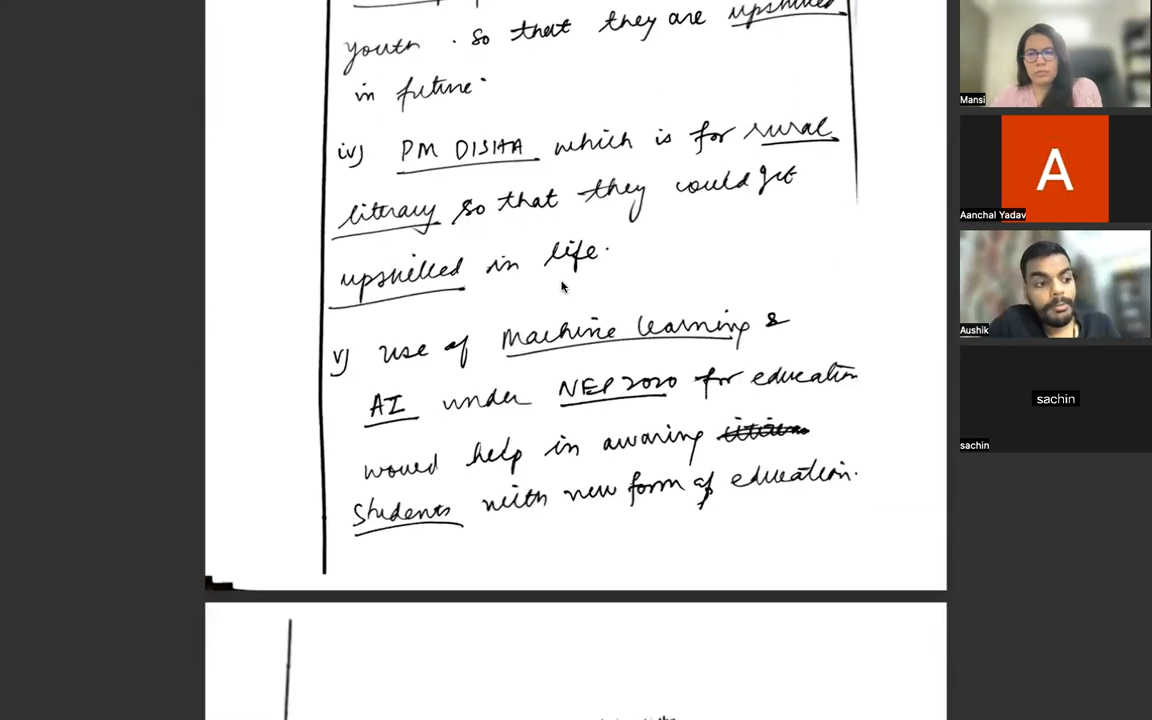 youth. So that they are upskilled
in future.
iv) PM DISHA which is for rural
literacy so that they could get
upskilled in life.
v) use of Machine learning &
AI under NEP 2020 for education
would help in awaring
students with new form of education.
Mansi
A
Aanchal Yadav
Aushik
sachin
sachin